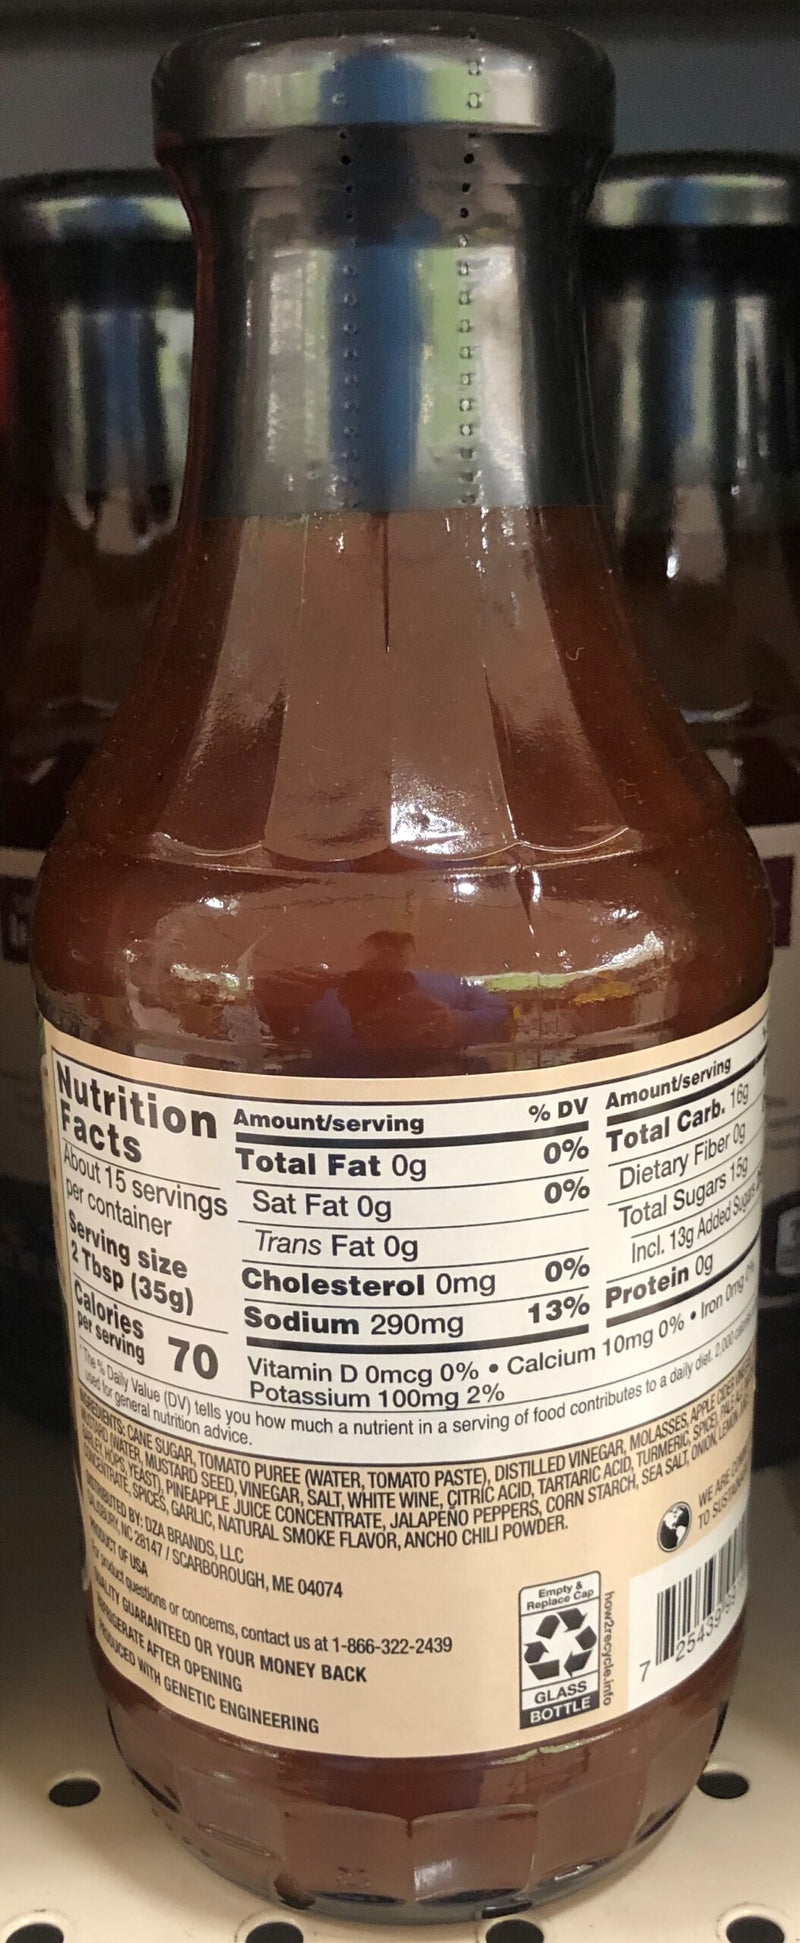 Nutrition
Facts
About 15 servings
per container
Serving size
2 Tbsp (35g)
Calories
per serving 70
Amount/serving % DV
Total Fat 0g 0%
Sat Fat 0g 0%
Trans Fat 0g
Cholesterol 0mg 0%
Sodium 290mg 13%
Amount/serving
Total Carb. 16g
Dietary Fiber 0g
Total Sugars 15g
Incl. 13g Added Sugars
Protein 0g
Vitamin D 0mcg 0% • Calcium 10mg 0% • Iron 0mg 0%
Potassium 100mg 2%
*The % Daily Value (DV) tells you how much a nutrient in a serving of food contributes to a daily diet. 2,000
used for general nutrition advice.
INGREDIENTS: CANE SUGAR, TOMATO PUREE (WATER, TOMATO PASTE), DISTILLED VINEGAR, MOLASSES, APPLE CIDER
MUSTARD (WATER, MUSTARD SEED, VINEGAR, SALT, WHITE WINE, CITRIC ACID, TARTARIC ACID, TURMERIC, SPICE),
HOPS, YEAST), PINEAPPLE JUICE CONCENTRATE, JALAPEÑO PEPPERS, CORN STARCH, SEA SALT, ONION,
CONCENTRATE, SPICES, GARLIC, NATURAL SMOKE FLAVOR, ANCHO CHILI POWDER.
DISTRIBUTED BY: DZA BRANDS, LLC
SALISBURY, NC 28147 / SCARBOROUGH, ME 04074
PRODUCT OF USA
For product questions or concerns, contact us at 1-866-322-2439
QUALITY GUARANTEED OR YOUR MONEY BACK
REFRIGERATE AFTER OPENING
PRODUCED WITH GENETIC ENGINEERING
Empty &
Replace Cap
GLASS
BOTTLE
how2recycle.info
WE ARE
TO
7 25439